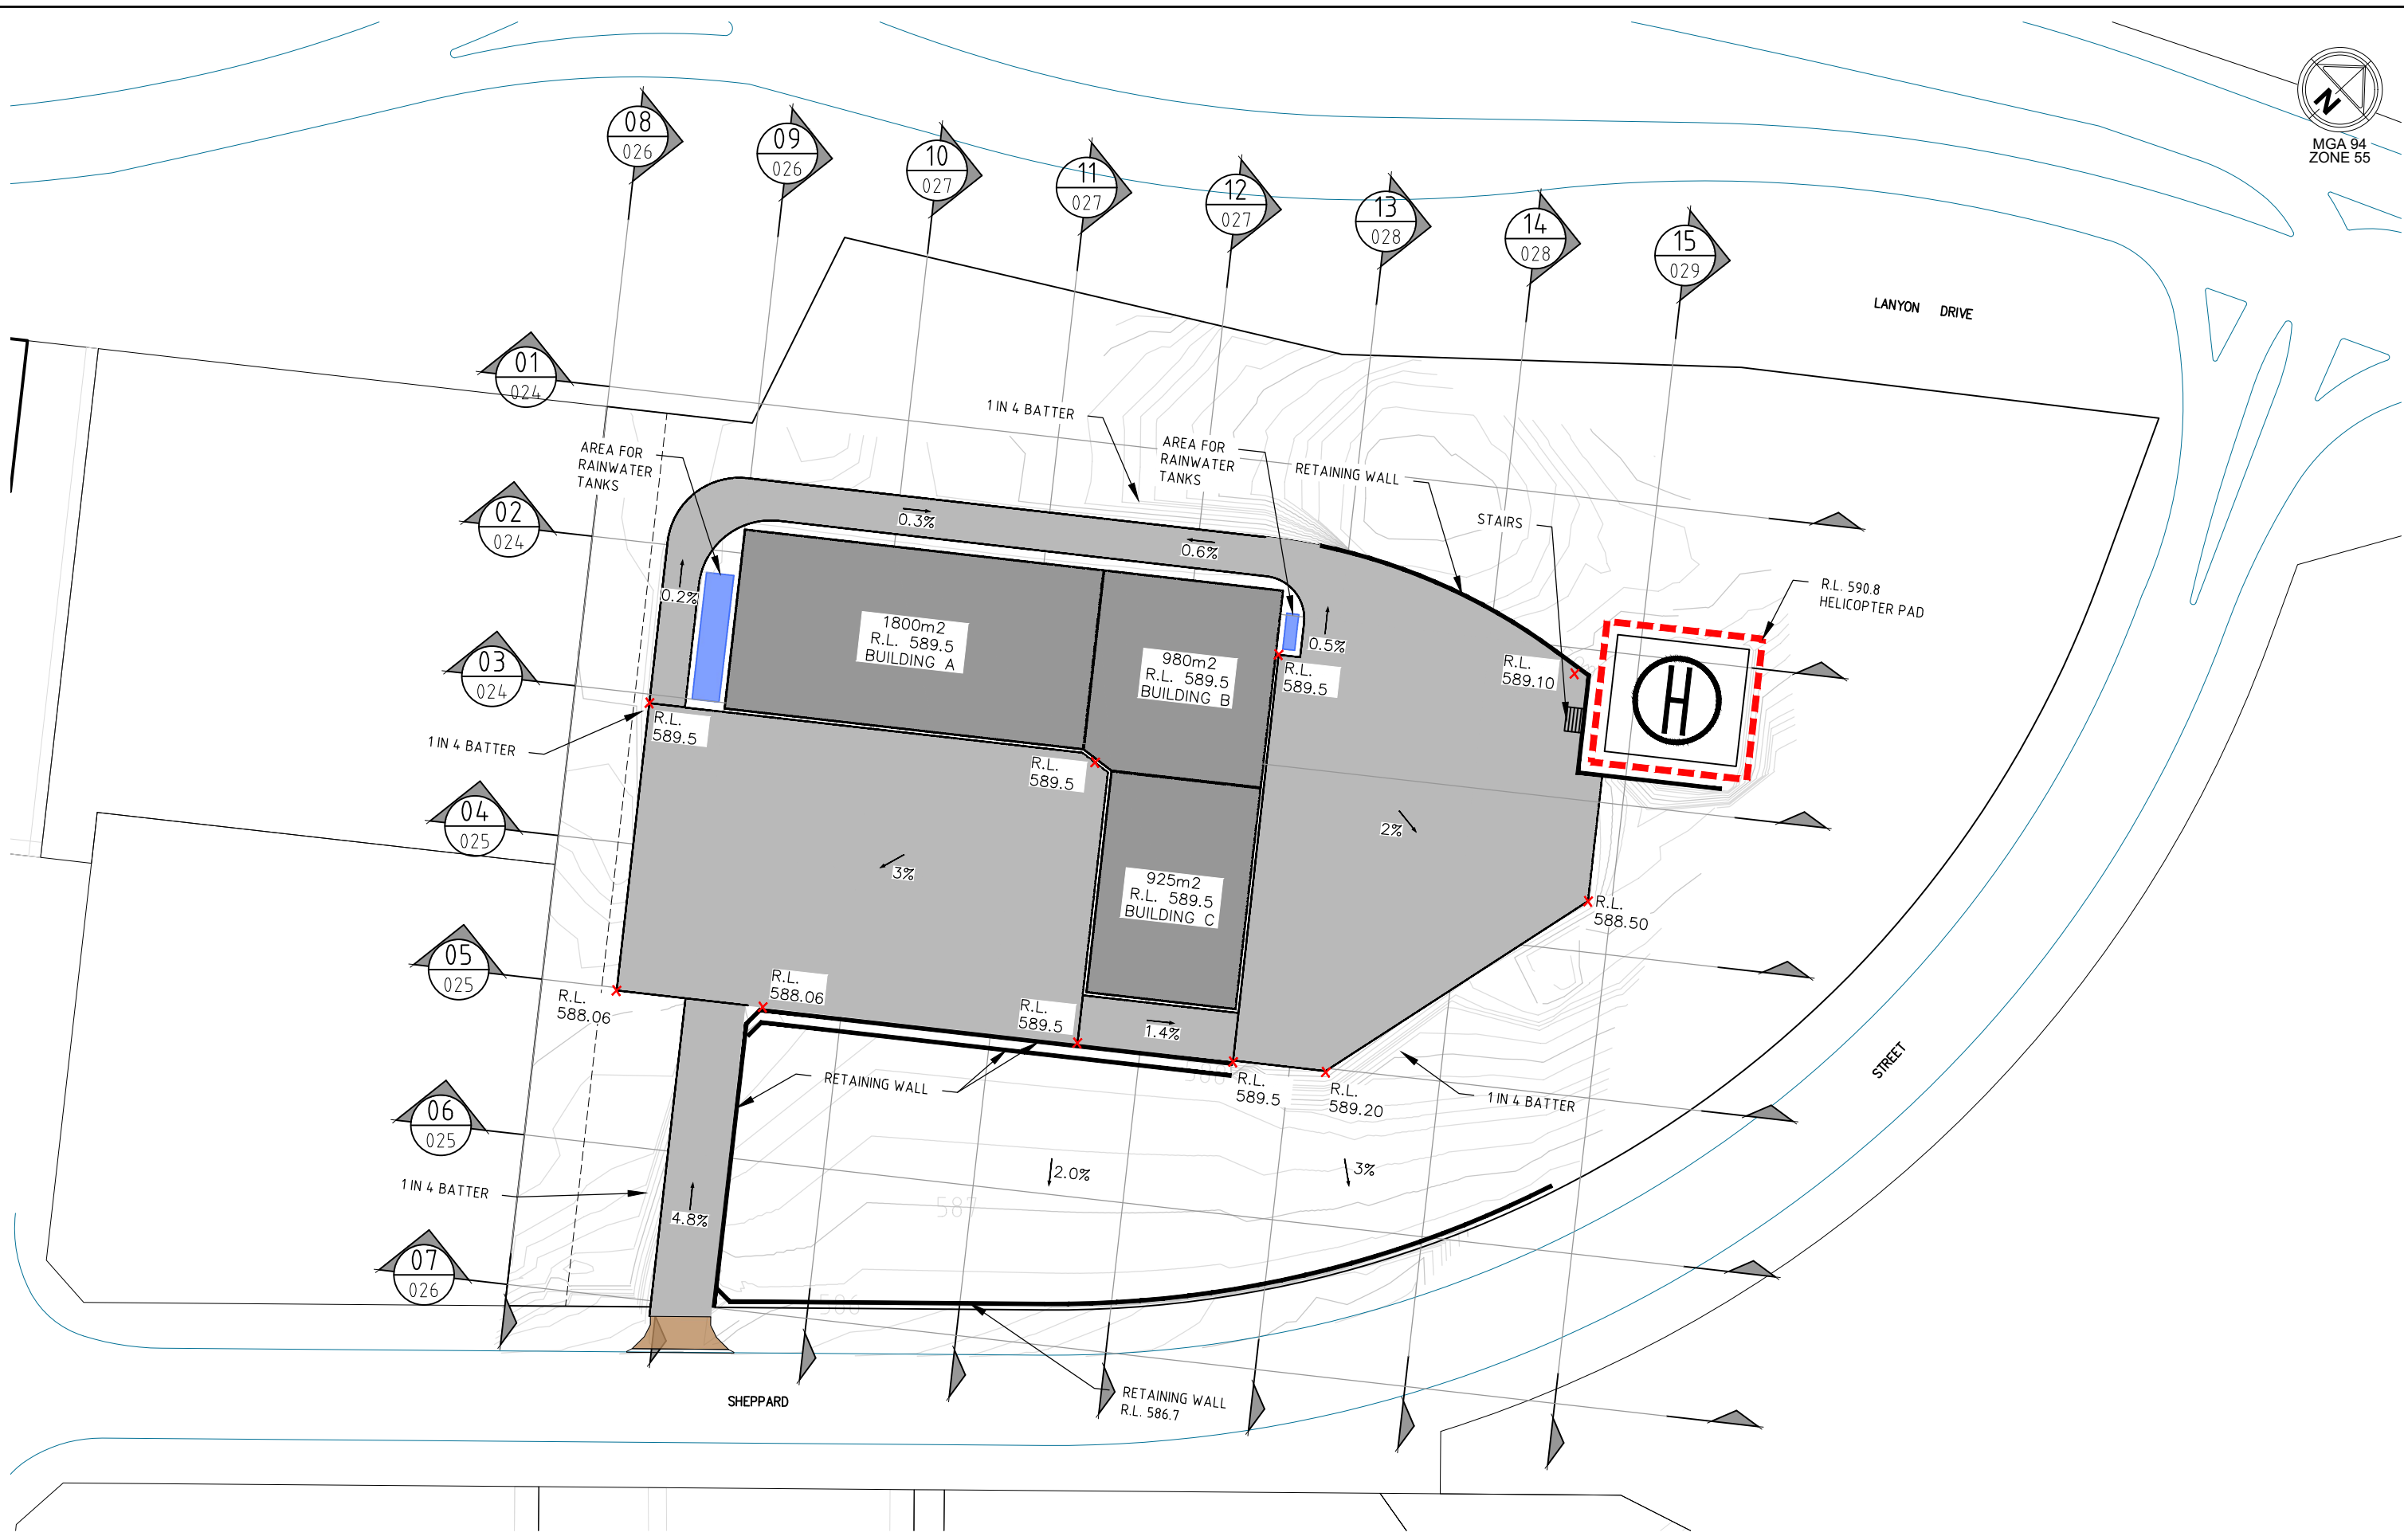 N
MGA 94
ZONE 55
08
026
09
026
10
027
11
027
12
027
13
028
14
028
15
029
LANYON DRIVE
01
024
1 IN 4 BATTER
AREA FOR
RAINWATER
TANKS
AREA FOR
RAINWATER
TANKS
RETAINING WALL
STAIRS
02
024
0.3%
0.6%
0.2%
R.L. 590.8
HELICOPTER PAD
1800m2
R.L. 589.5
BUILDING A
980m2
R.L. 589.5
BUILDING B
0.5%
R.L.
589.5
R.L.
589.10
H
03
024
1 IN 4 BATTER
R.L.
589.5
R.L.
589.5
04
025
2%
3%
925m2
R.L. 589.5
BUILDING C
R.L.
588.50
05
025
R.L.
588.06
R.L.
588.06
R.L.
589.5
1.4%
STREET
RETAINING WALL
R.L.
589.5
R.L.
589.20
1 IN 4 BATTER
06
025
2.0%
3%
1 IN 4 BATTER
4.8%
587
07
026
586
SHEPPARD
RETAINING WALL
R.L. 586.7